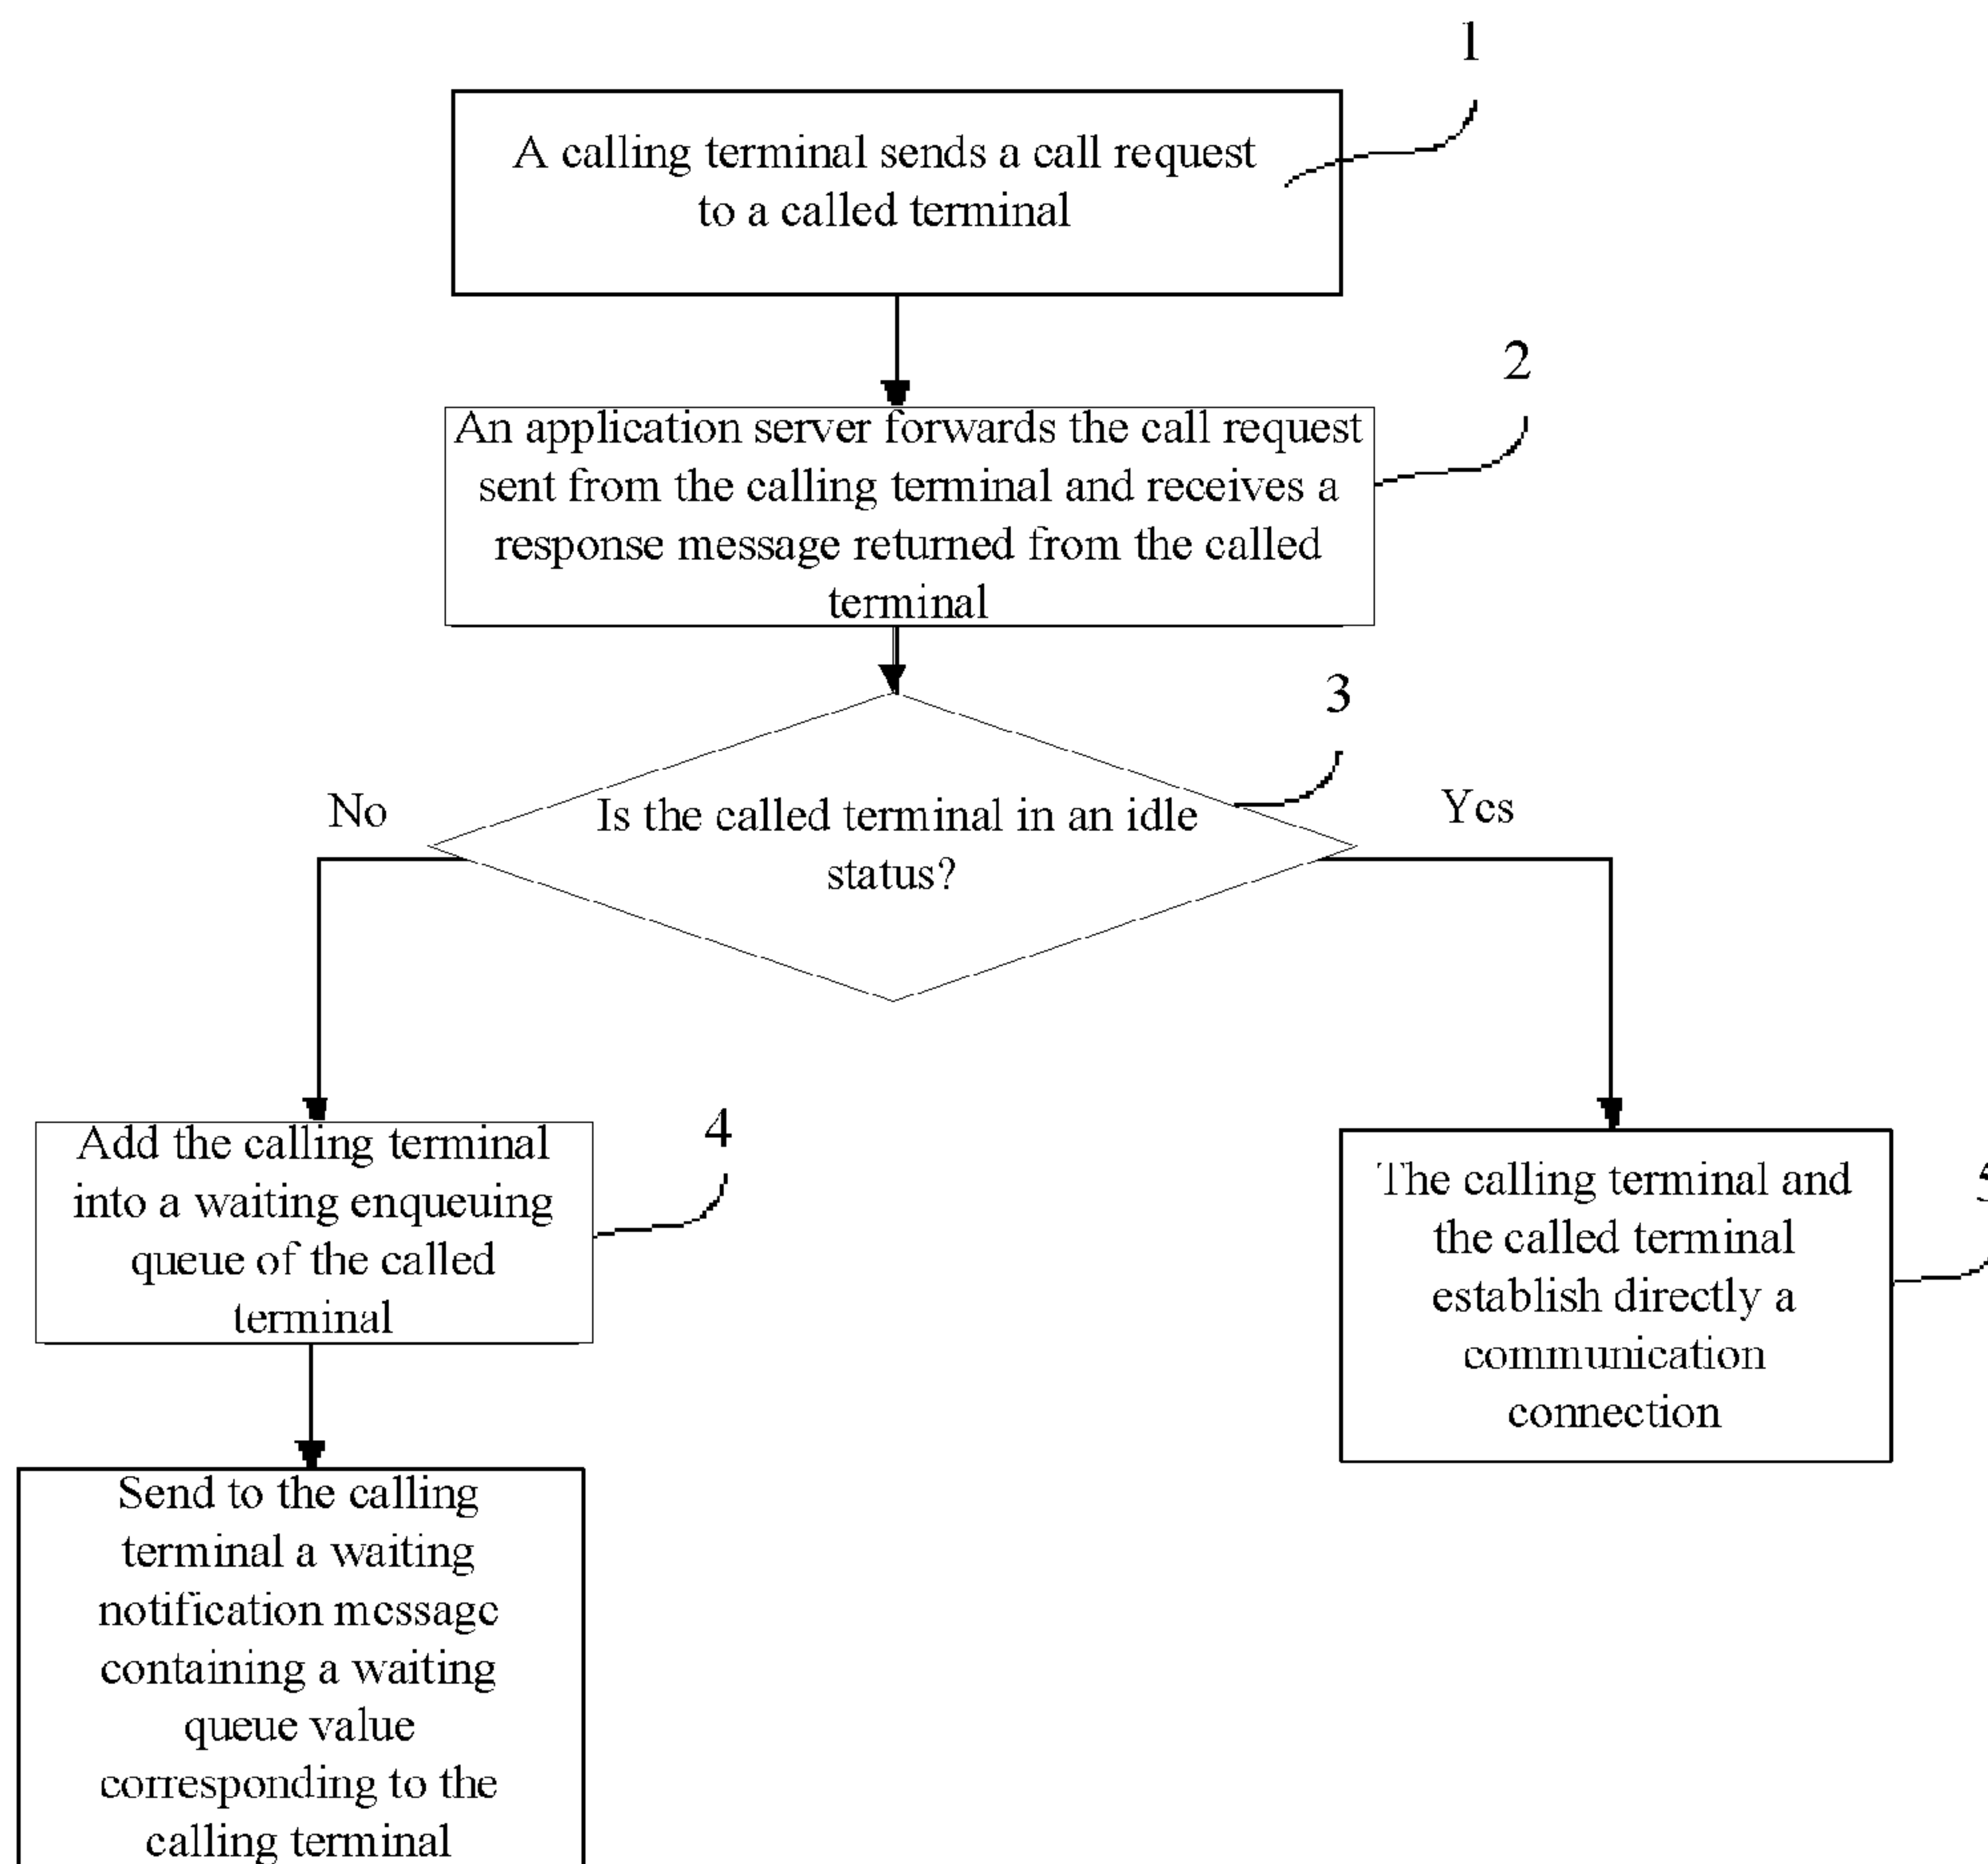 1
A calling terminal sends a call request
to a called terminal
2
An application server forwards the call request
sent from the calling terminal and receives a
response message returned from the called
terminal
3
No
Is the called terminal in an idle
status?
Yes
4
Add the calling terminal
into a waiting enqueuing
queue of the called
terminal
5
The calling terminal and
the called terminal
establish directly a
communication
connection
Send to the calling
terminal a waiting
notification message
containing a waiting
queue value
corresponding to the
calling terminal